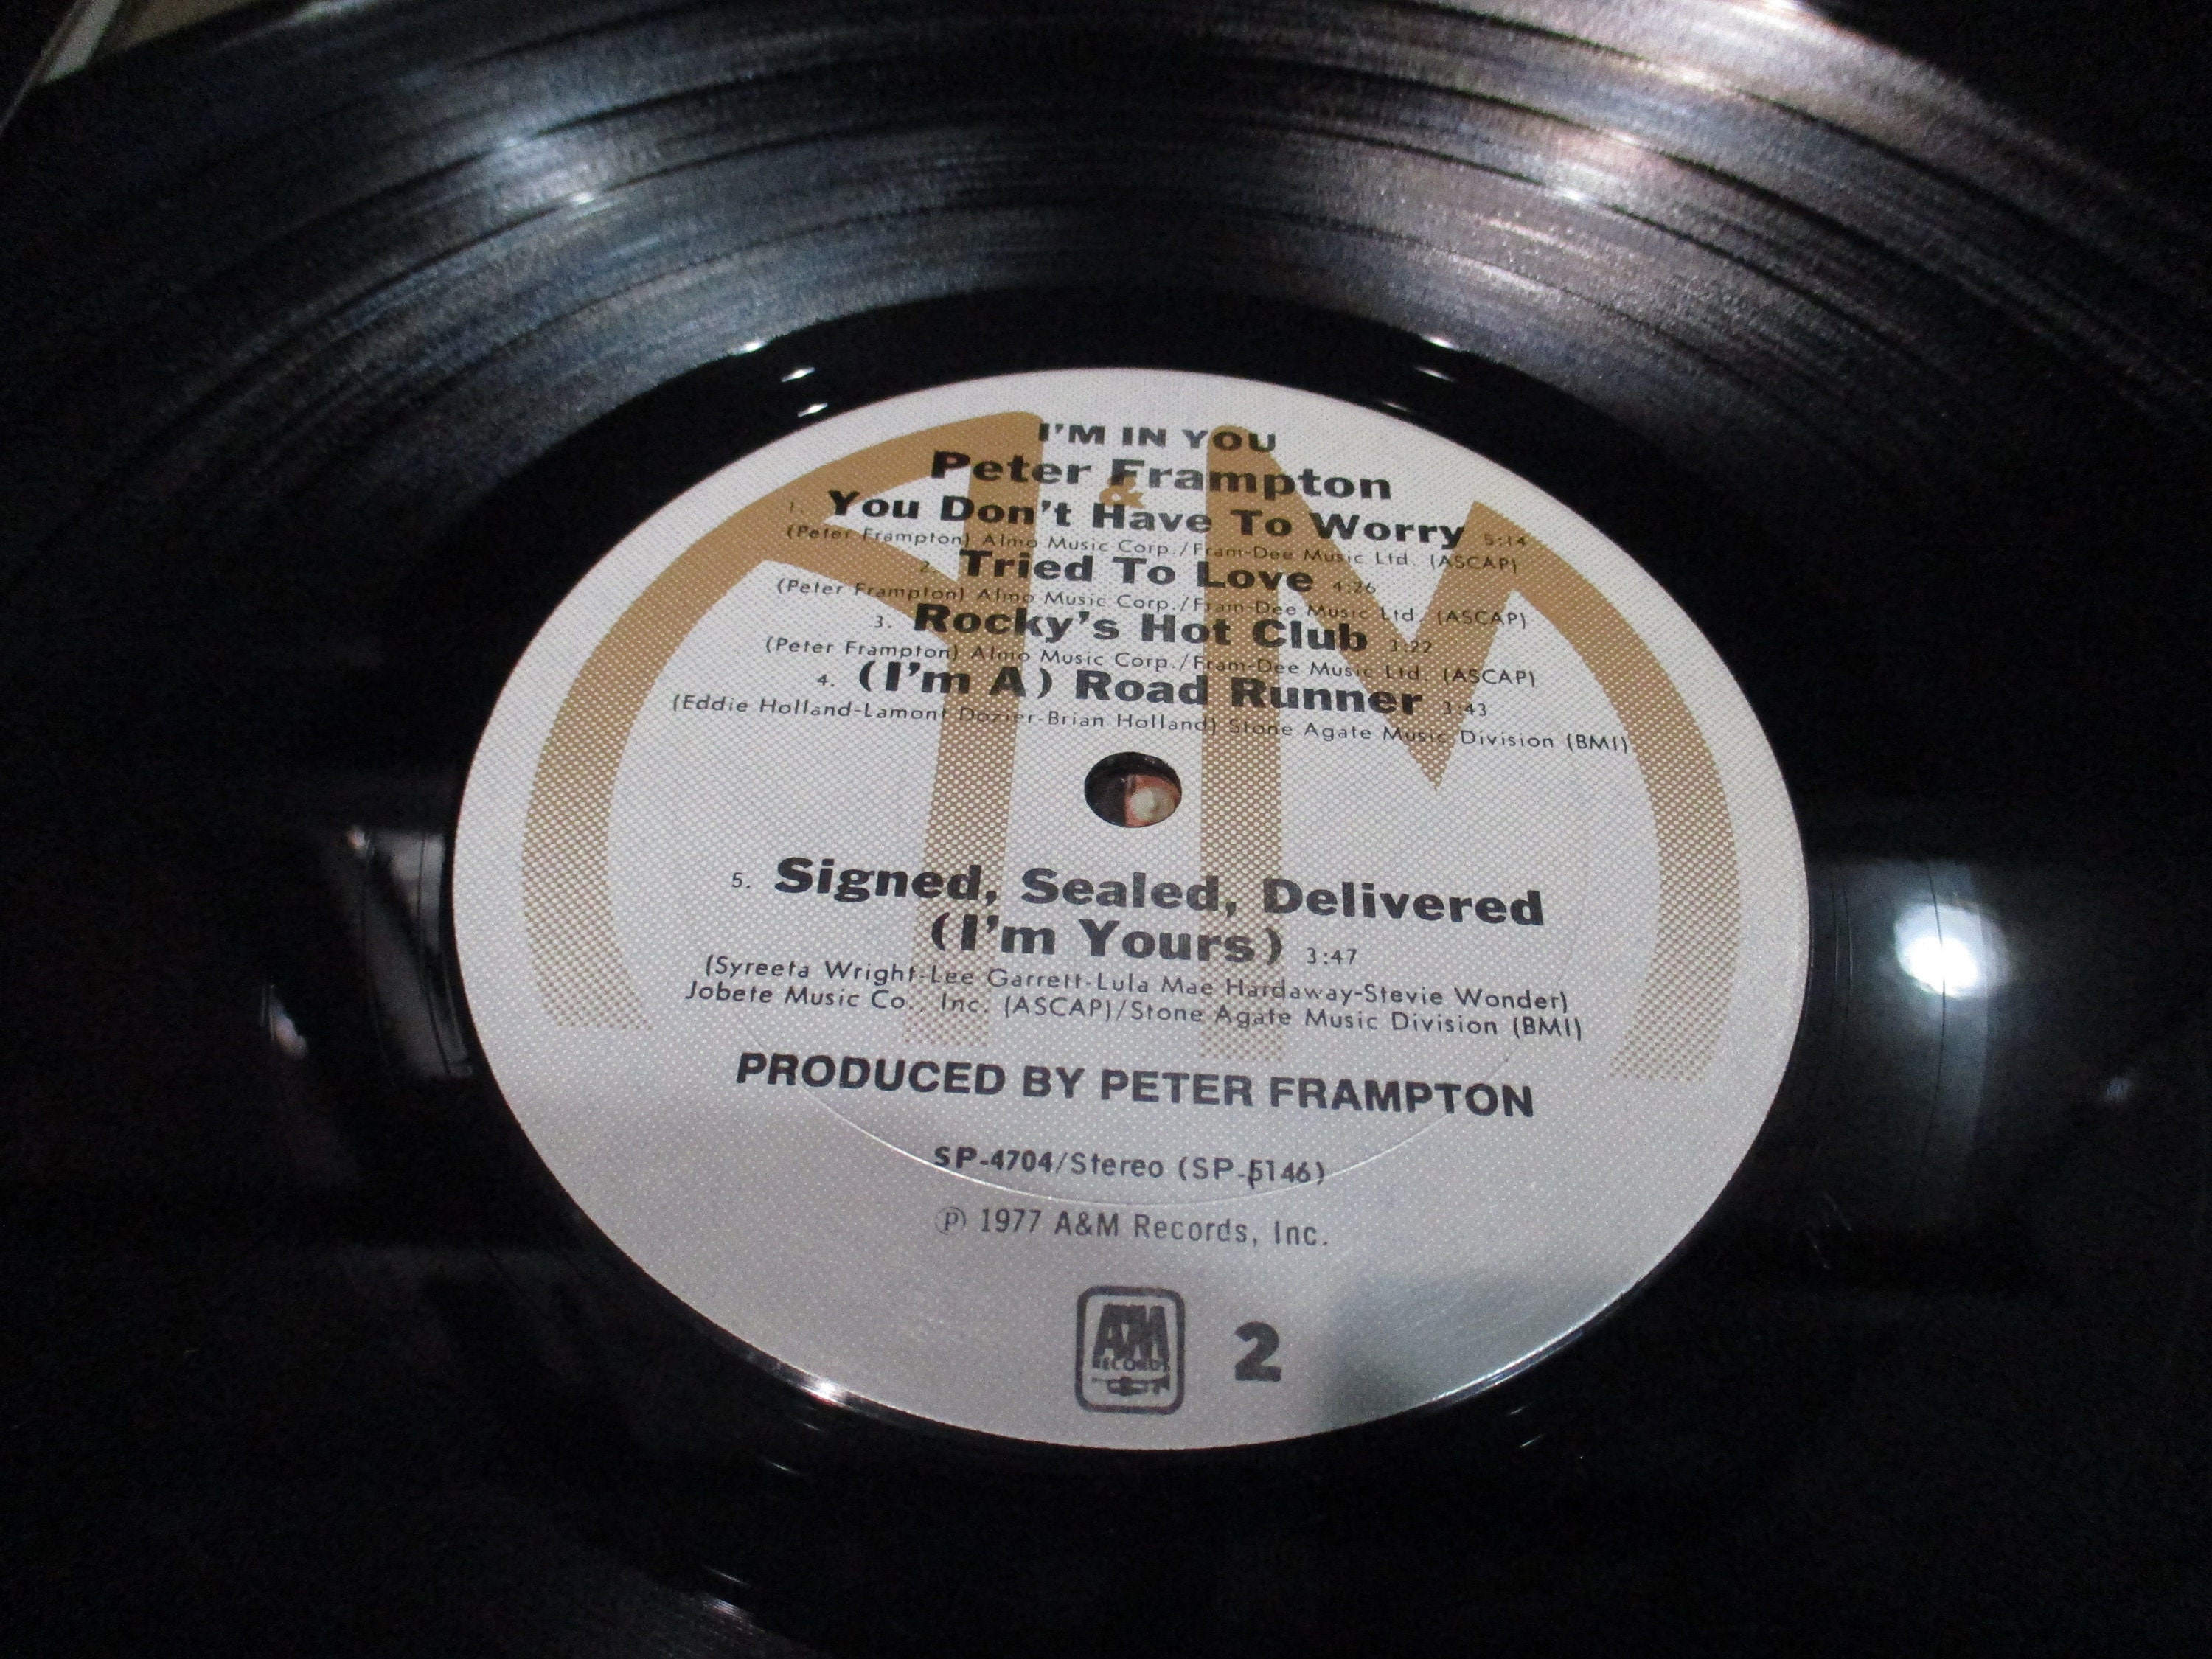 I'M IN YOU
Peter Frampton
&
1. You Don't Have To Worry 5:14
(Peter Frampton) Almo Music Corp./Fram-Dee Music Ltd. (ASCAP)
2. Tried To Love 4:26
(Peter Frampton) Almo Music Corp./Fram-Dee Music Ltd. (ASCAP)
3. Rocky's Hot Club 3:22
(Peter Frampton) Almo Music Corp./Fram-Dee Music Ltd. (ASCAP)
4. (I'm A) Road Runner 3:43
(Eddie Holland-Lamont Dozier-Brian Holland) Stone Agate Music Division (BMI)
5. Signed, Sealed, Delivered
(I'm Yours) 3:47
(Syreeta Wright-Lee Garrett-Lula Mae Hardaway-Stevie Wonder)
Jobete Music Co., Inc. (ASCAP)/Stone Agate Music Division (BMI)
PRODUCED BY PETER FRAMPTON
SP-4704/Stereo (SP-5146)
℗ 1977 A&M Records, Inc.
A&M RECORDS 2